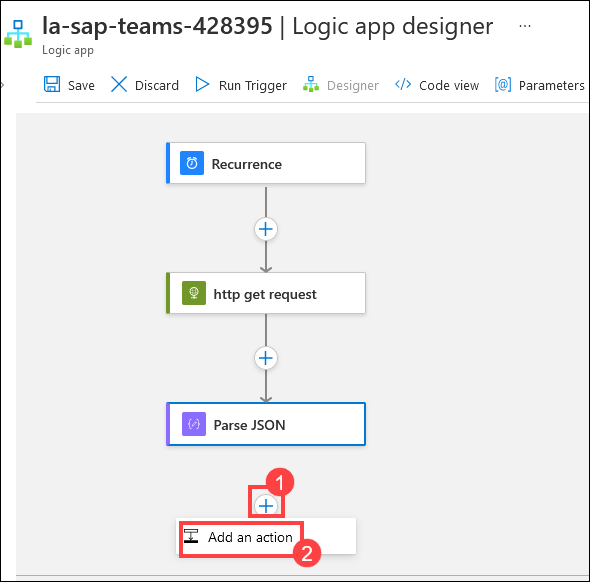 la-sap-teams-428395 | Logic app designer ...
Logic app
Save Discard Run Trigger Designer Code view Parameters
Recurrence
http get request
Parse JSON
1
Add an action
2